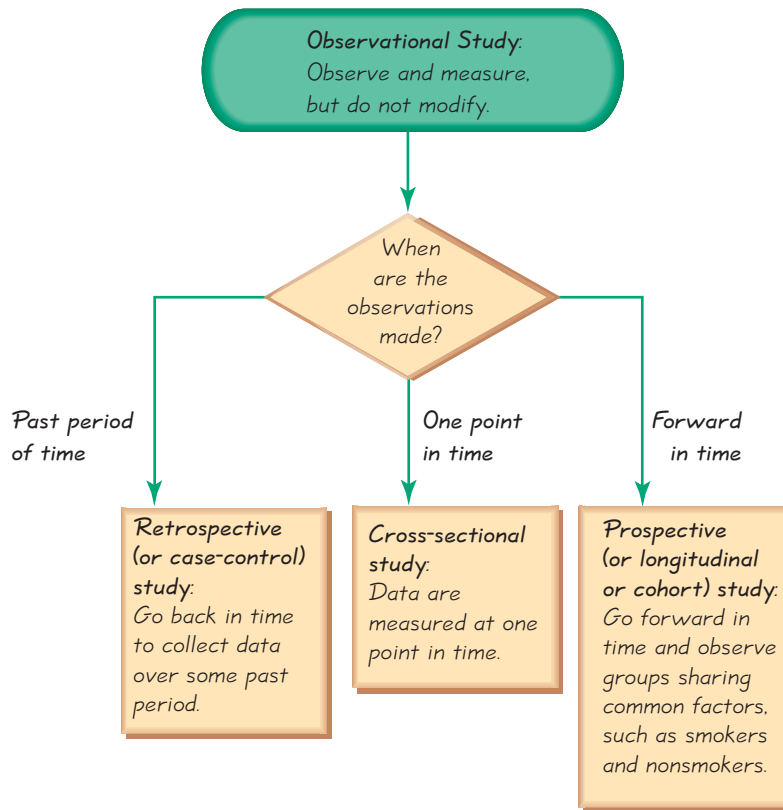 Observational Study:
Observe and measure,
but do not modify.
When
are the
observations
made?
Past period
of time
One point
in time
Forward
in time
Retrospective
(or case-control)
study:
Go back in time
to collect data
over some past
period.
Cross-sectional
study:
Data are
measured at one
point in time.
Prospective
(or longitudinal
or cohort) study:
Go forward in
time and observe
groups sharing
common factors,
such as smokers
and nonsmokers.